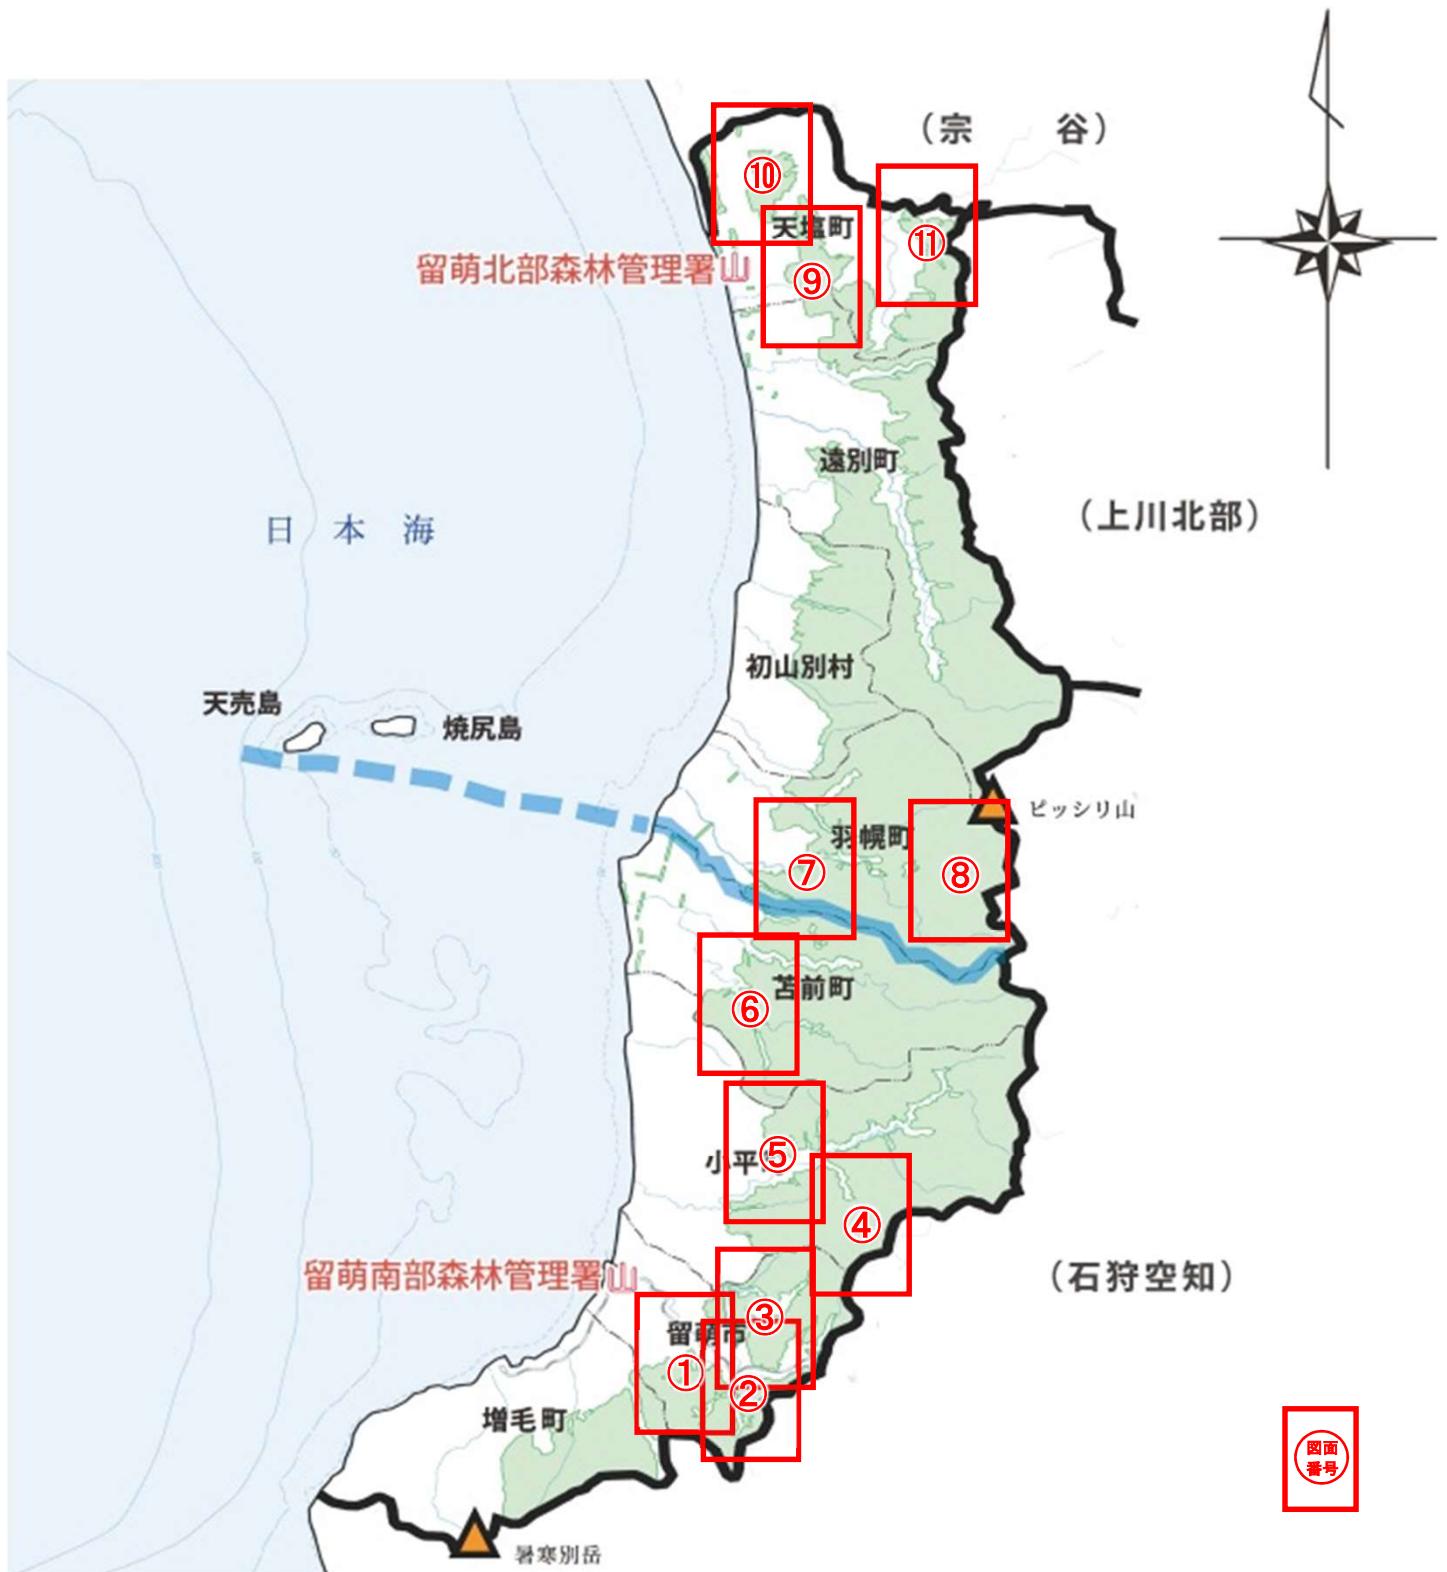 （宗　　谷）
⑩
天塩町
⑪
留萌北部森林管理署
⑨
遠別町
（上川北部）
日 本 海
初山別村
天売島
焼尻島
ピッシリ山
羽幌町
⑦
⑧
苫前町
⑥
小平
⑤
④
（石狩空知）
留萌南部森林管理署
③
留萌市
①
②
増毛町
図面
番号
暑寒別岳